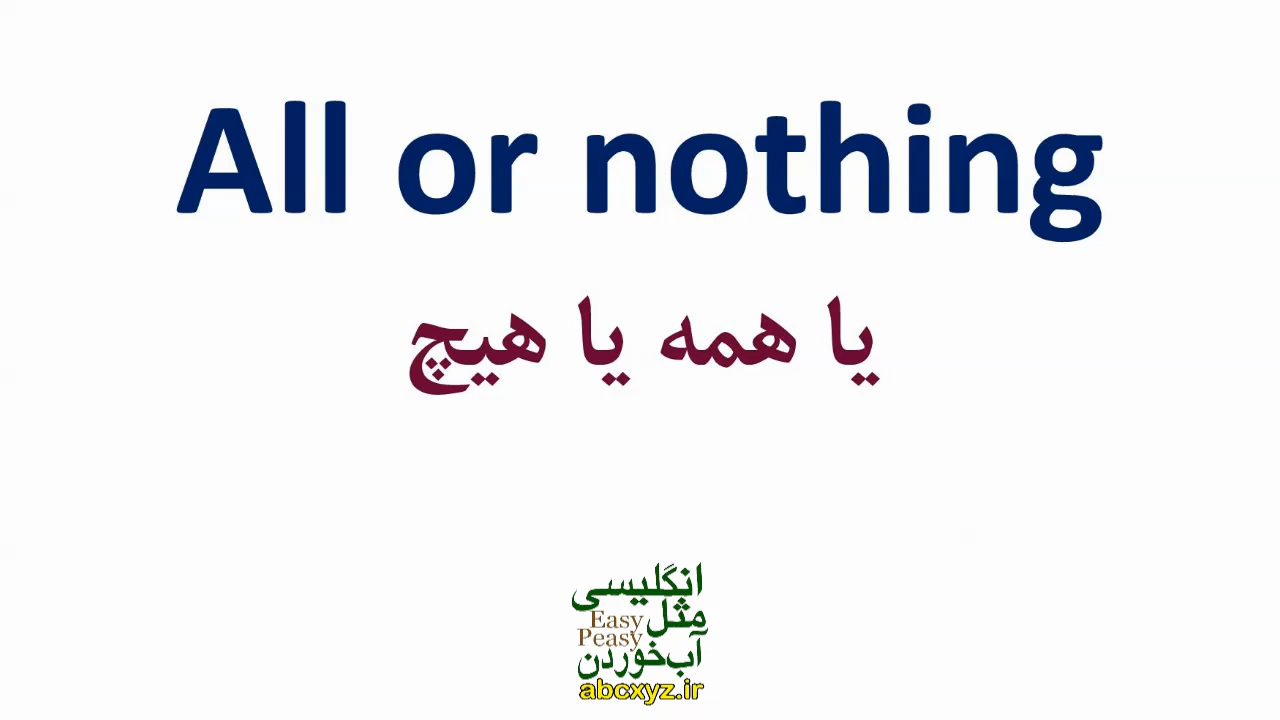 All or nothing
یا همه یا هیچ
انگلیسی
مثل Easy
Peasy
آب‌خوردن
abcxyz.ir